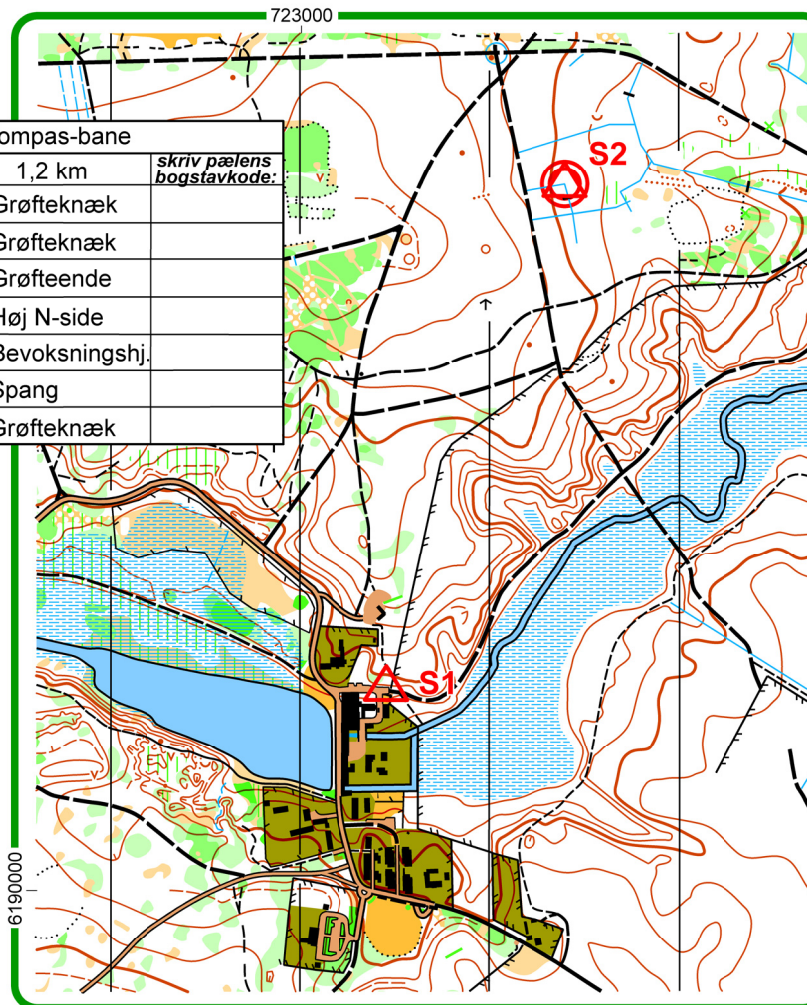 723000
ompas-bane
1,2 km
skriv pælens
bogstavkode:
Grøfteknæk
Grøfteknæk
Grøfteende
Høj N-side
Bevoksningshj.
Spang
Grøfteknæk
S2
S1
6190000